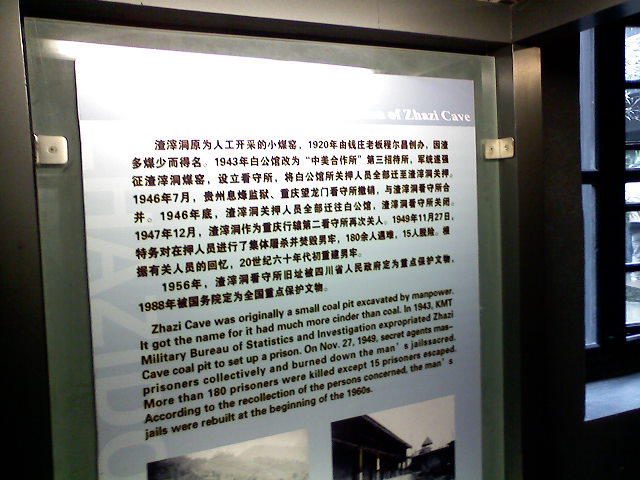 of Zhazi Cave
渣滓洞原为人工开采的小煤窑，1920年由钱庄老板程尔昌创办，因渣
多煤少而得名。1943年白公馆改为“中美合作所”第三招待所，军统逼强
征渣滓洞煤窑，设立看守所，将白公馆所关押人员全部迁至渣滓洞关押。
1946年7月，贵州息烽监狱、重庆望龙门看守所撤销，与渣滓洞看守所合
并。1946年底，渣滓洞关押人员全部迁往白公馆，渣滓洞看守所关闭。
1947年12月，渣滓洞作为重庆行辕第二看守所再次关人。1949年11月27日，
特务对在押人员进行了集体屠杀并焚毁男牢，180余人遇难，15人脱险。根
据有关人员的回忆，20世纪六十年代初重建男牢。
1956年，渣滓洞看守所旧址被四川省人民政府定为重点保护文物，
1988年被国务院定为全国重点保护文物。
Zhazi Cave was originally a small coal pit excavated by manpower.
It got the name for it had much more cinder than coal. In 1943, KMT
Military Bureau of Statistics and Investigation expropriated Zhazi
Cave coal pit to set up a prison. On Nov. 27, 1949, secret agents mas-
prisoners collectively and burned down the man's jailssacred.
More than 180 prisoners were killed except 15 prisoners escaped.
According to the recollection of the persons concerned, the man's
jails were rebuilt at the beginning of the 1960s.